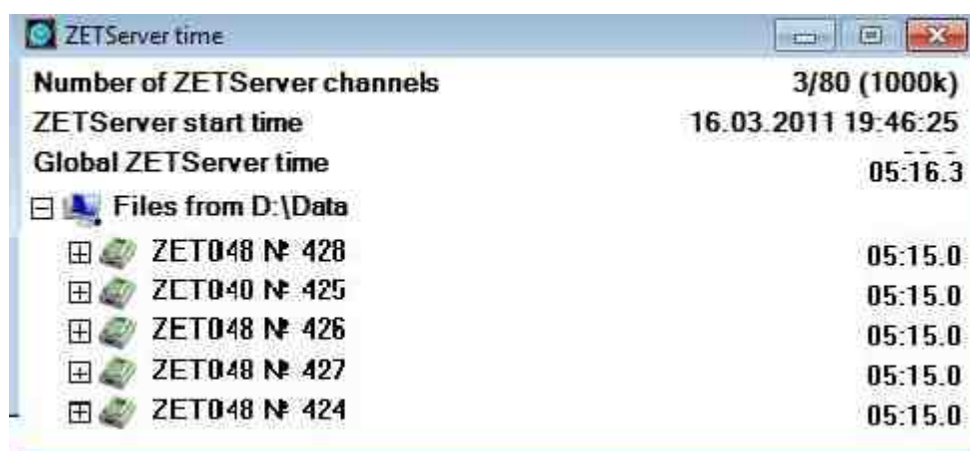 ZETServer time
Number of ZETServer channels 3/80 (1000k)
ZETServer start time 16.03.2011 19:46:25
Global ZETServer time 05:16.3
Files from D:\Data
ZET048 № 428 05:15.0
ZET040 № 425 05:15.0
ZET048 № 426 05:15.0
ZET048 № 427 05:15.0
ZET048 № 424 05:15.0